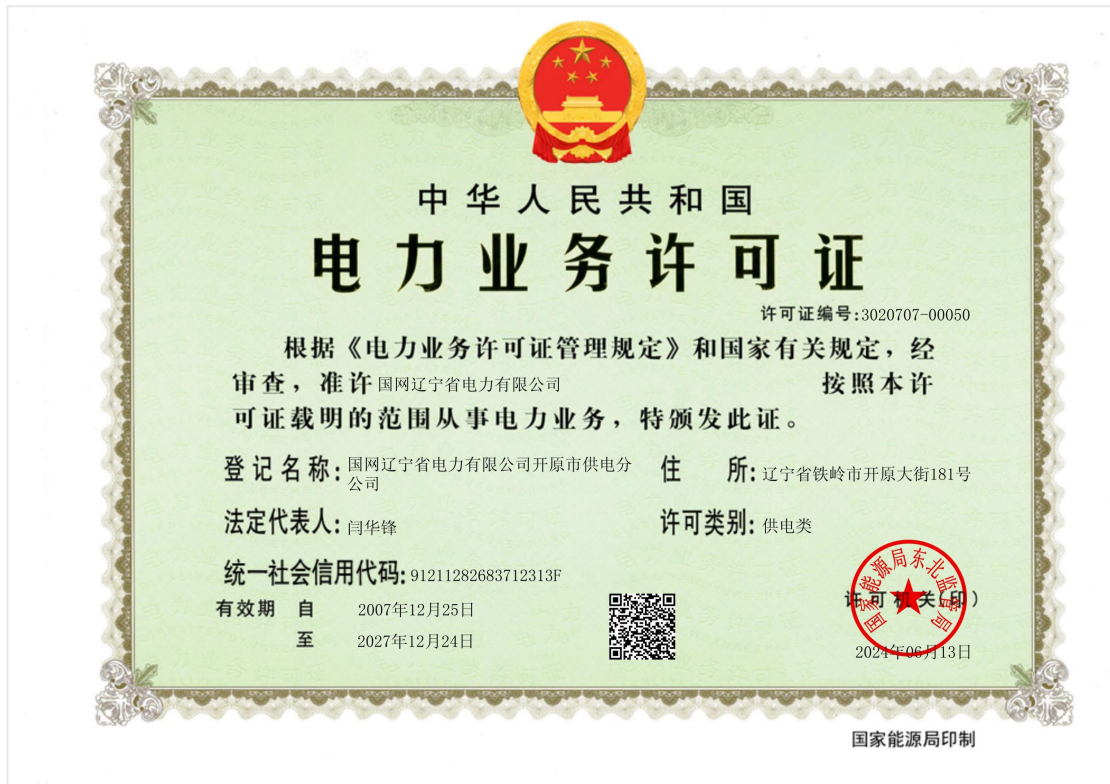 中华人民共和国
电力业务许可证
许可证编号:3020707-00050
根据《电力业务许可证管理规定》和国家有关规定，经
审查，准许国网辽宁省电力有限公司 按照本许
可证载明的范围从事电力业务，特颁发此证。
登记名称:国网辽宁省电力有限公司开原市供电分
公司
住 所:辽宁省铁岭市开原大街181号
法定代表人:闫华锋
许可类别:供电类
统一社会信用代码:91211282683712313F
有效期 自 2007年12月25日
至 2027年12月24日
国家能源局东北监管局
许可机关(印)
2024年06月13日
国家能源局印制